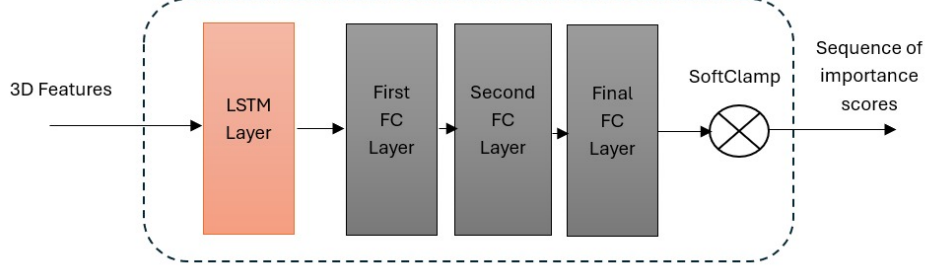 3D Features
LSTM
Layer
First
FC
Layer
Second
FC
Layer
Final
FC
Layer
SoftClamp
Sequence of
importance
scores